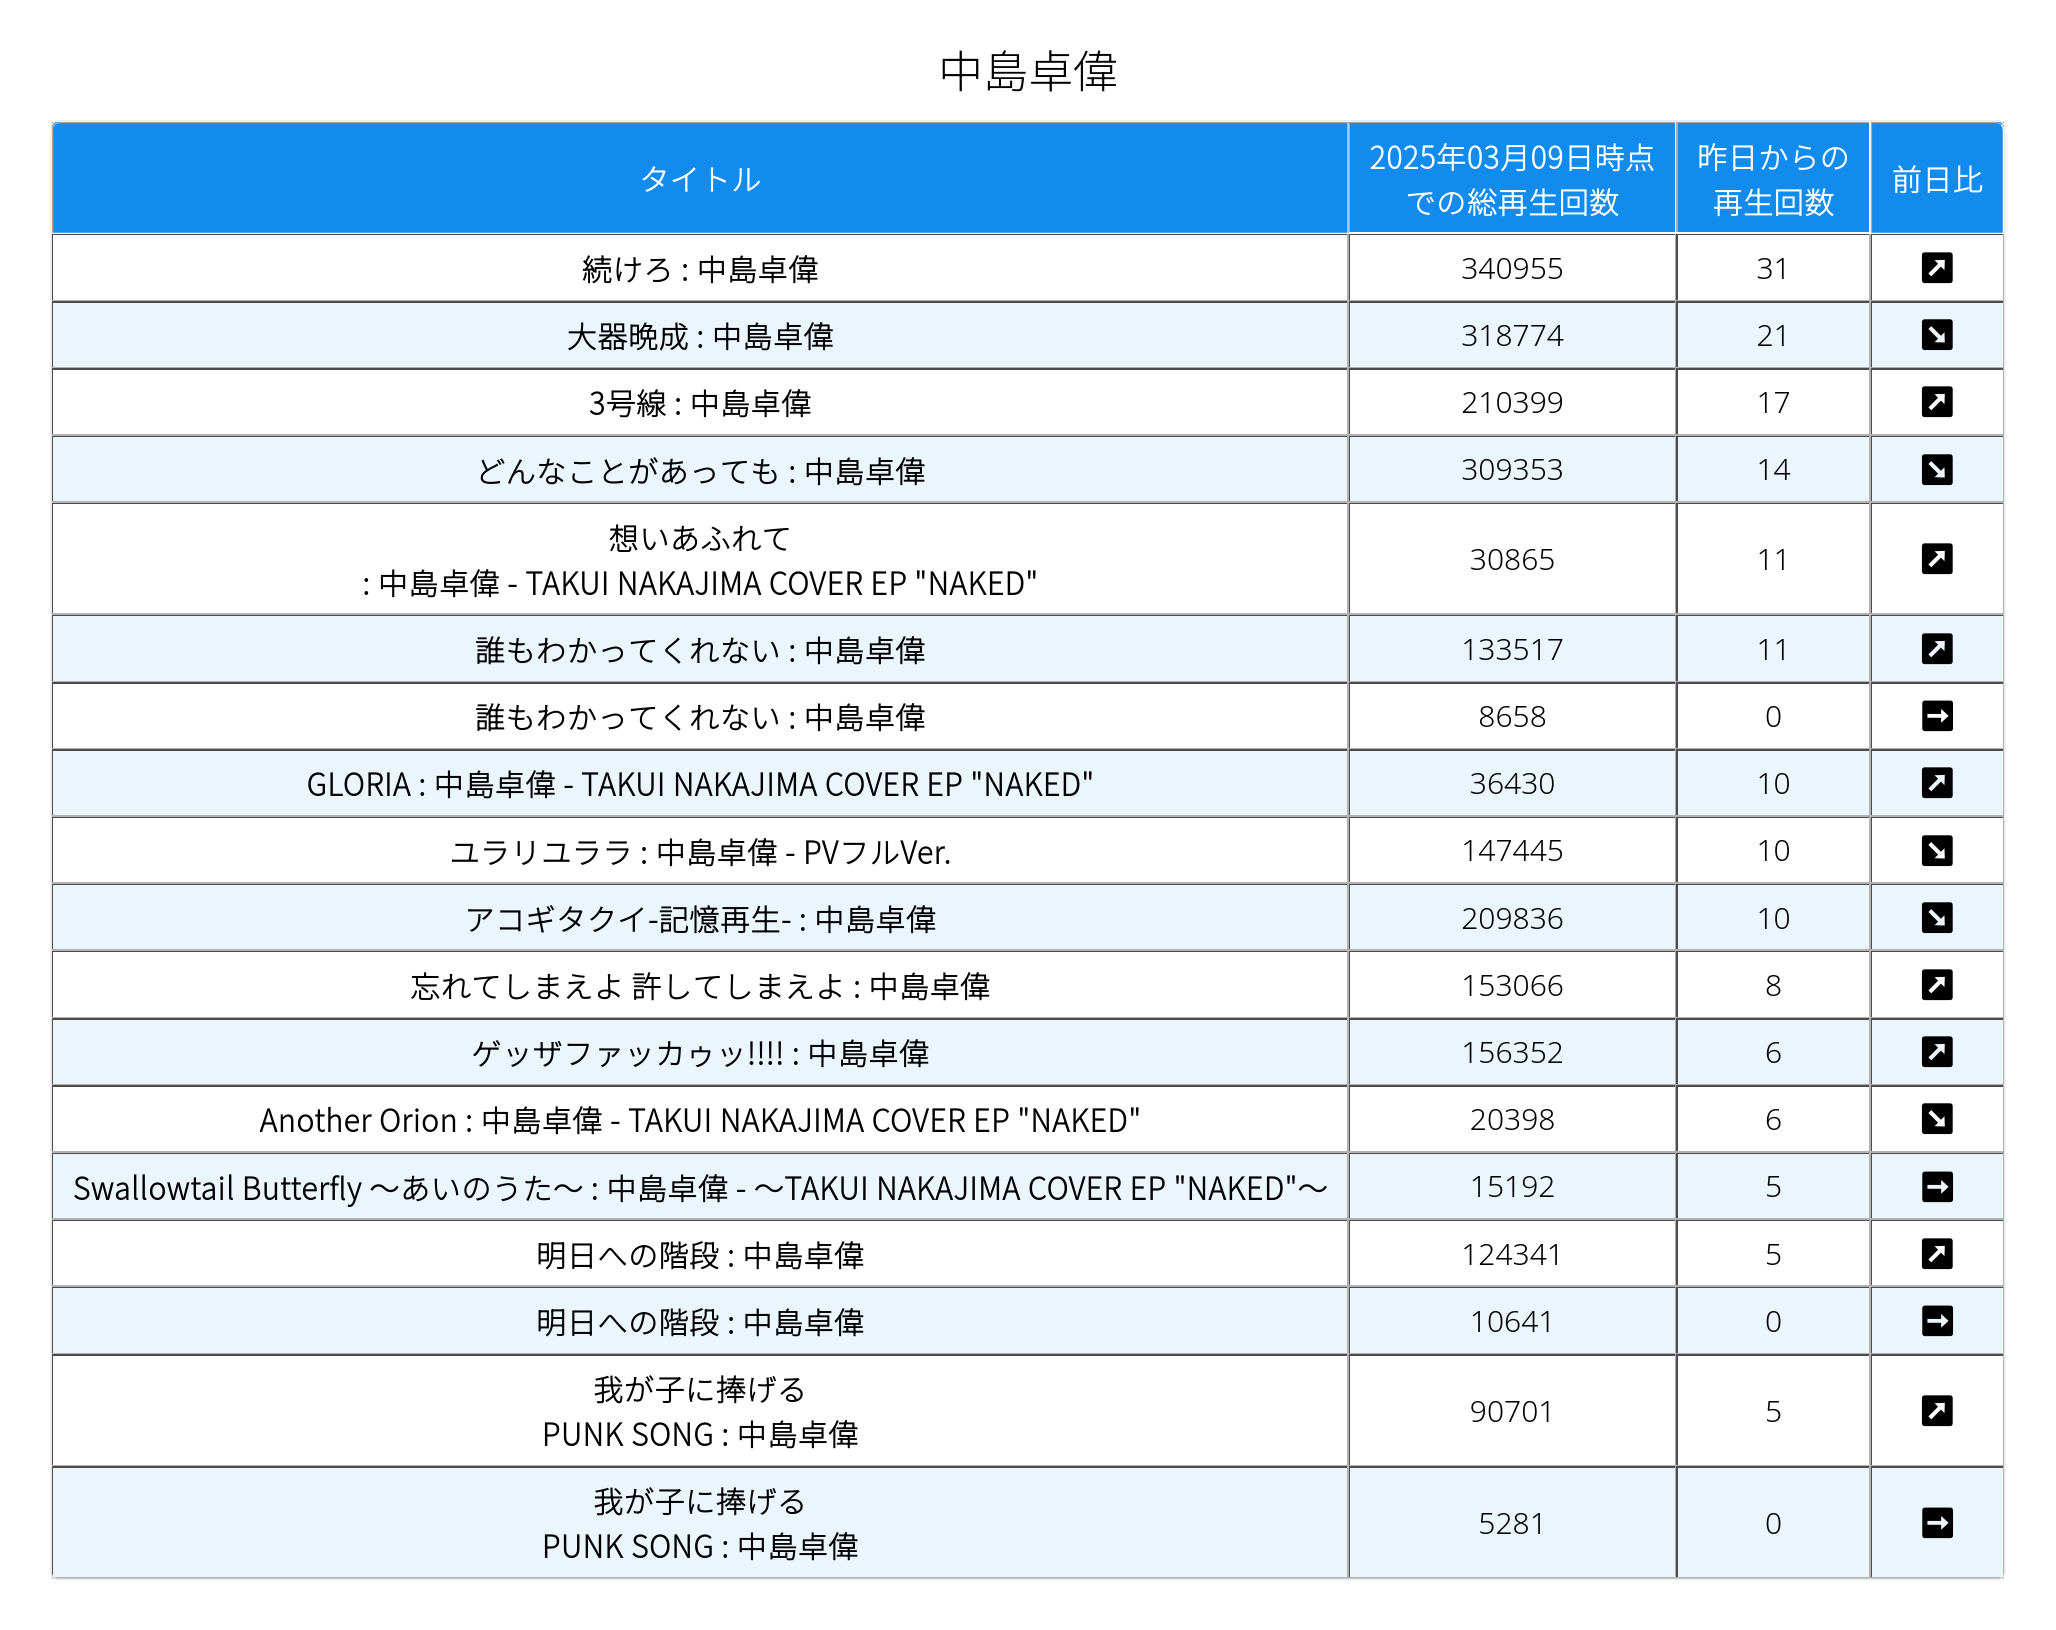 中島卓偉
タイトル
2025年03月09日時点
での総再生回数
昨日からの
再生回数
前日比
続けろ : 中島卓偉
340955
31
↗
大器晩成 : 中島卓偉
318774
21
↘
3号線 : 中島卓偉
210399
17
↗
どんなことがあっても : 中島卓偉
309353
14
↘
想いあふれて
: 中島卓偉 - TAKUI NAKAJIMA COVER EP "NAKED"
30865
11
↗
誰もわかってくれない : 中島卓偉
133517
11
↗
誰もわかってくれない : 中島卓偉
8658
0
→
GLORIA : 中島卓偉 - TAKUI NAKAJIMA COVER EP "NAKED"
36430
10
↗
ユラリユララ : 中島卓偉 - PVフルVer.
147445
10
↘
アコギタクイ-記憶再生- : 中島卓偉
209836
10
↘
忘れてしまえよ 許してしまえよ : 中島卓偉
153066
8
↗
ゲッザファッカゥッ!!!! : 中島卓偉
156352
6
↗
Another Orion : 中島卓偉 - TAKUI NAKAJIMA COVER EP "NAKED"
20398
6
↘
Swallowtail Butterfly ～あいのうた～ : 中島卓偉 - ～TAKUI NAKAJIMA COVER EP "NAKED"～
15192
5
→
明日への階段 : 中島卓偉
124341
5
↗
明日への階段 : 中島卓偉
10641
0
→
我が子に捧げる
PUNK SONG : 中島卓偉
90701
5
↗
我が子に捧げる
PUNK SONG : 中島卓偉
5281
0
→